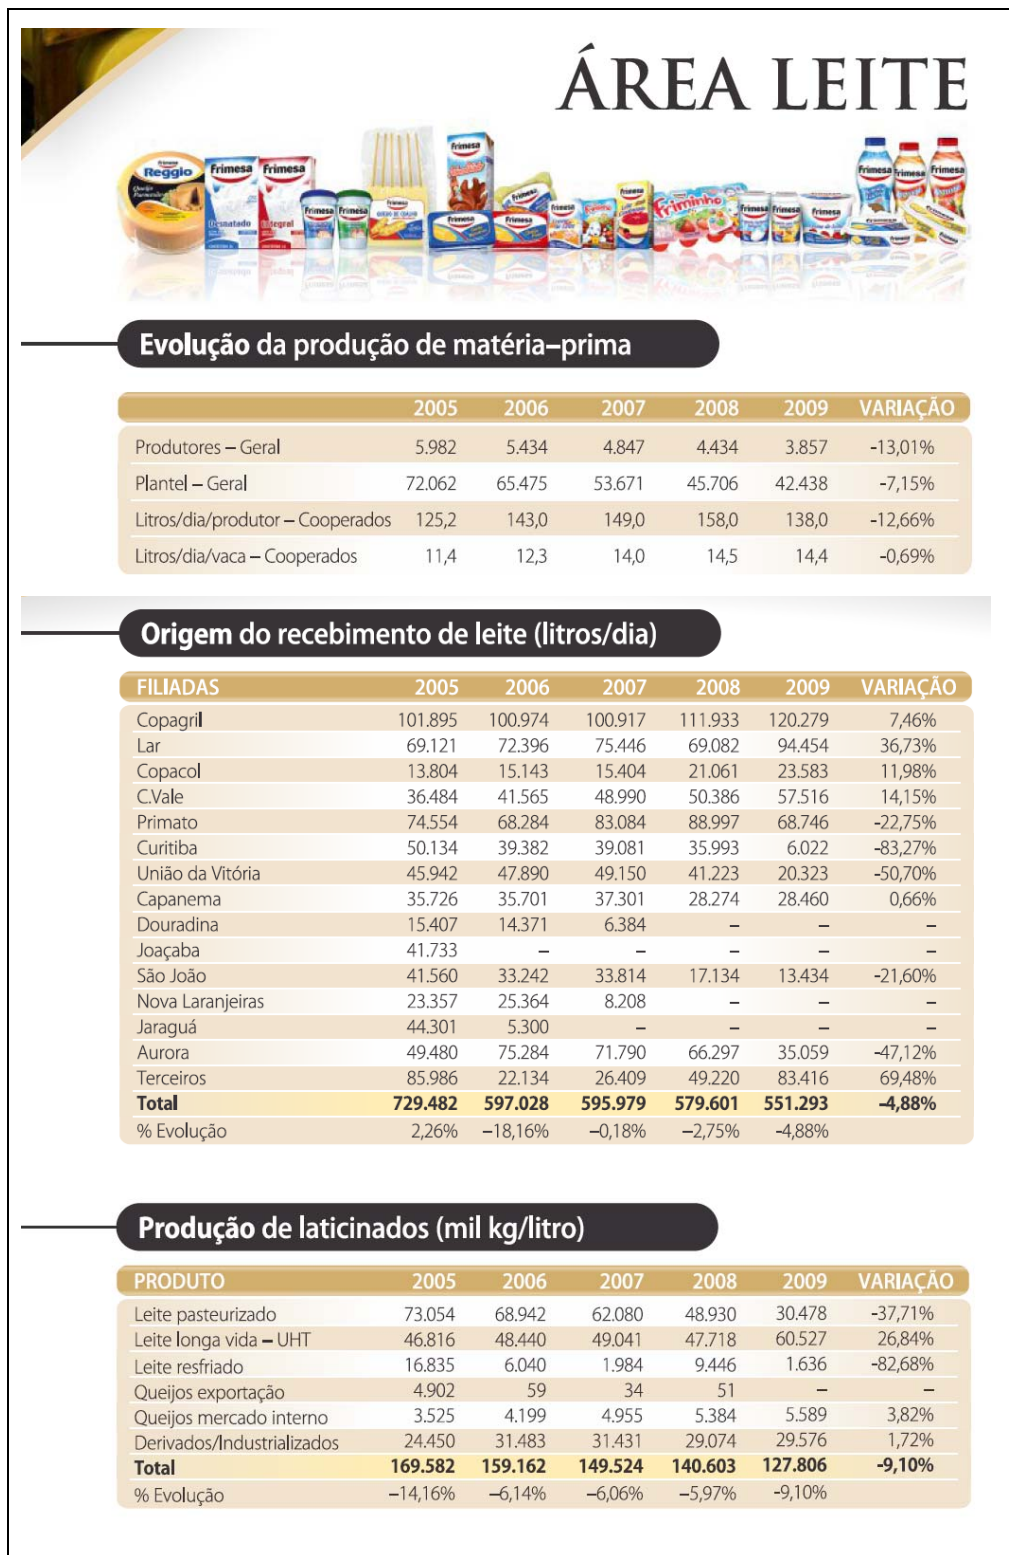 ÁREA LEITE
Reggio
Frimesa Frimesa
Frimesa
Desnatado Integral
Frimesa Frimesa
Friminho
Frimesa
Evolução da produção de matéria–prima
2005 2006 2007 2008 2009 VARIAÇÃO
Produtores – Geral 5.982 5.434 4.847 4.434 3.857 -13,01%
Plantel – Geral 72.062 65.475 53.671 45.706 42.438 -7,15%
Litros/dia/produtor – Cooperados 125,2 143,0 149,0 158,0 138,0 -12,66%
Litros/dia/vaca – Cooperados 11,4 12,3 14,0 14,5 14,4 -0,69%
Origem do recebimento de leite (litros/dia)
FILIADAS 2005 2006 2007 2008 2009 VARIAÇÃO
Copagril 101.895 100.974 100.917 111.933 120.279 7,46%
Lar 69.121 72.396 75.446 69.082 94.454 36,73%
Copacol 13.804 15.143 15.404 21.061 23.583 11,98%
C.Vale 36.484 41.565 48.990 50.386 57.516 14,15%
Primato 74.554 68.284 83.084 88.997 68.746 -22,75%
Curitiba 50.134 39.382 39.081 35.993 6.022 -83,27%
União da Vitória 45.942 47.890 49.150 41.223 20.323 -50,70%
Capanema 35.726 35.701 37.301 28.274 28.460 0,66%
Douradina 15.407 14.371 6.384 – – –
Joaçaba 41.733 – – – – –
São João 41.560 33.242 33.814 17.134 13.434 -21,60%
Nova Laranjeiras 23.357 25.364 8.208 – – –
Jaraguá 44.301 5.300 – – – –
Aurora 49.480 75.284 71.790 66.297 35.059 -47,12%
Terceiros 85.986 22.134 26.409 49.220 83.416 69,48%
Total 729.482 597.028 595.979 579.601 551.293 -4,88%
% Evolução 2,26% –18,16% –0,18% –2,75% -4,88%
Produção de laticinados (mil kg/litro)
PRODUTO 2005 2006 2007 2008 2009 VARIAÇÃO
Leite pasteurizado 73.054 68.942 62.080 48.930 30.478 -37,71%
Leite longa vida – UHT 46.816 48.440 49.041 47.718 60.527 26,84%
Leite resfriado 16.835 6.040 1.984 9.446 1.636 -82,68%
Queijos exportação 4.902 59 34 51 – –
Queijos mercado interno 3.525 4.199 4.955 5.384 5.589 3,82%
Derivados/Industrializados 24.450 31.483 31.431 29.074 29.576 1,72%
Total 169.582 159.162 149.524 140.603 127.806 -9,10%
% Evolução –14,16% –6,14% –6,06% –5,97% -9,10%